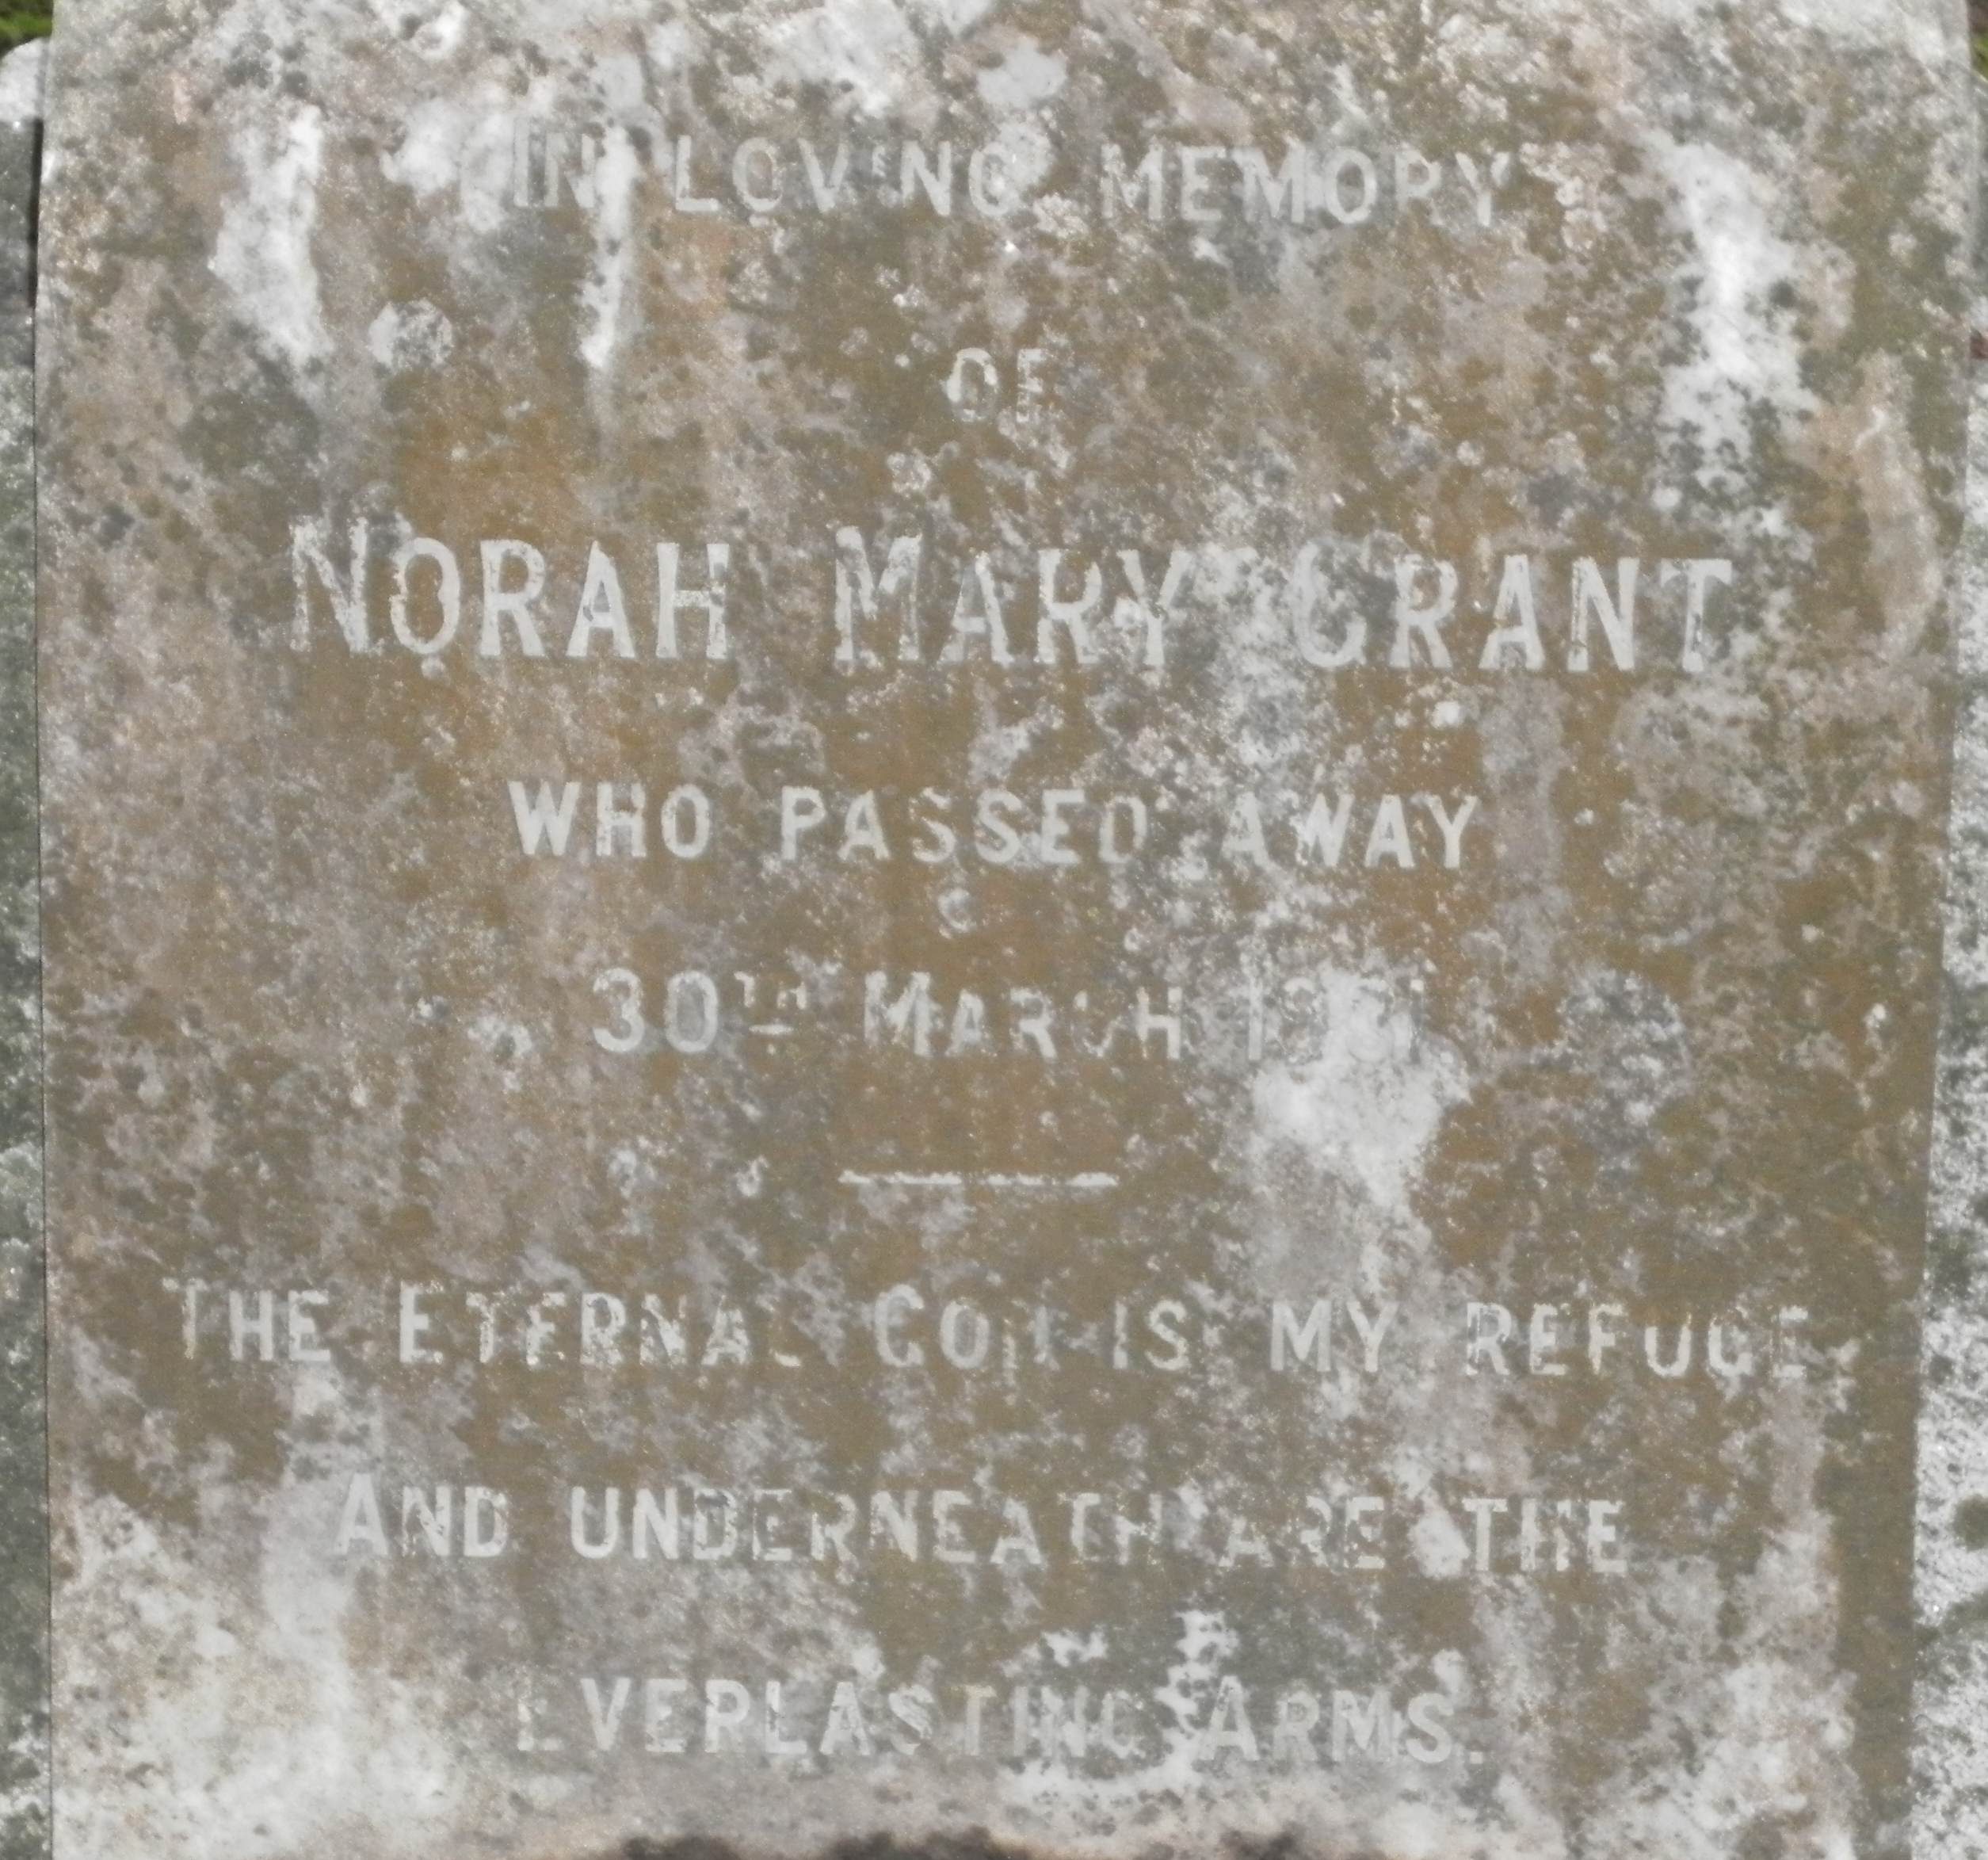 IN LOVING MEMORY
OF
NORAH MARY GRANT
WHO PASSED AWAY
30TH MARCH
THE ETERNAL GOD IS MY REFUGE
AND UNDERNEATH ARE THE
EVERLASTING ARMS.